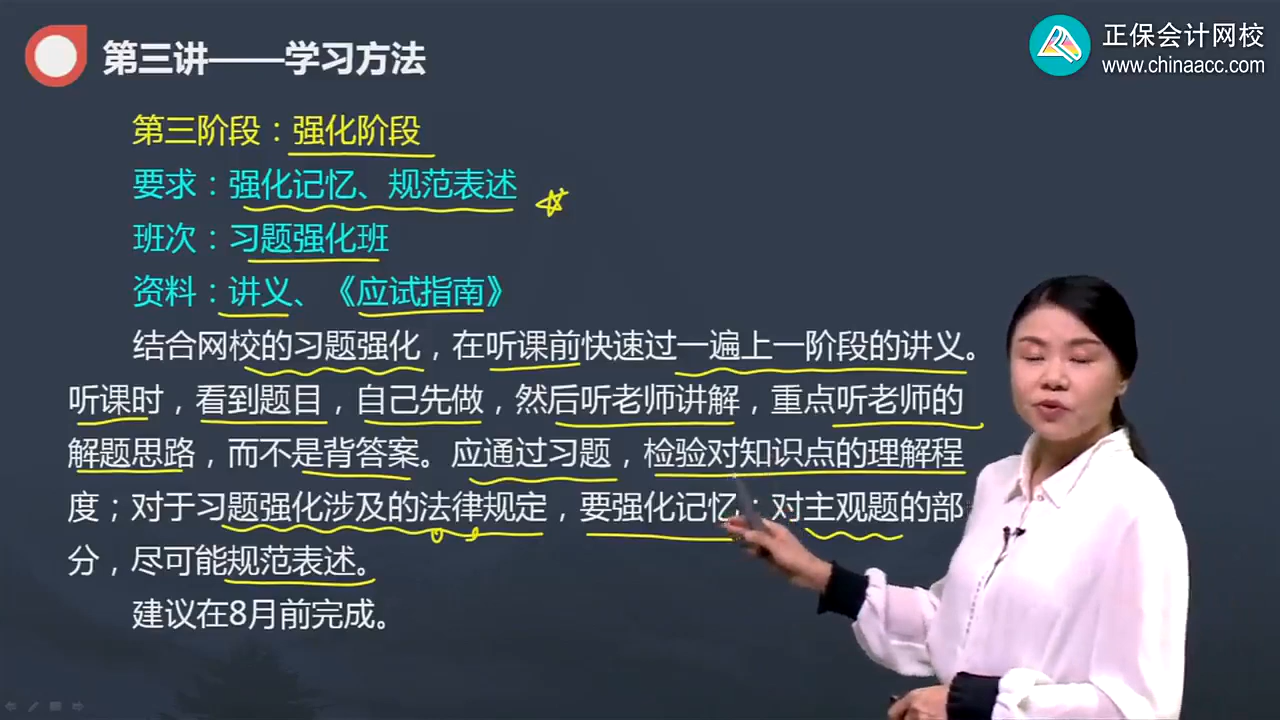 第三讲——学习方法
正保会计网校
www.chinaacc.com
第三阶段：强化阶段
要求：强化记忆、规范表述
班次：习题强化班
资料：讲义、《应试指南》
结合网校的习题强化，在听课前快速过一遍上一阶段的讲义。
听课时，看到题目，自己先做，然后听老师讲解，重点听老师的
解题思路，而不是背答案。应通过习题，检验对知识点的理解程
度；对于习题强化涉及的法律规定，要强化记忆；对主观题的部
分，尽可能规范表述。
建议在8月前完成。